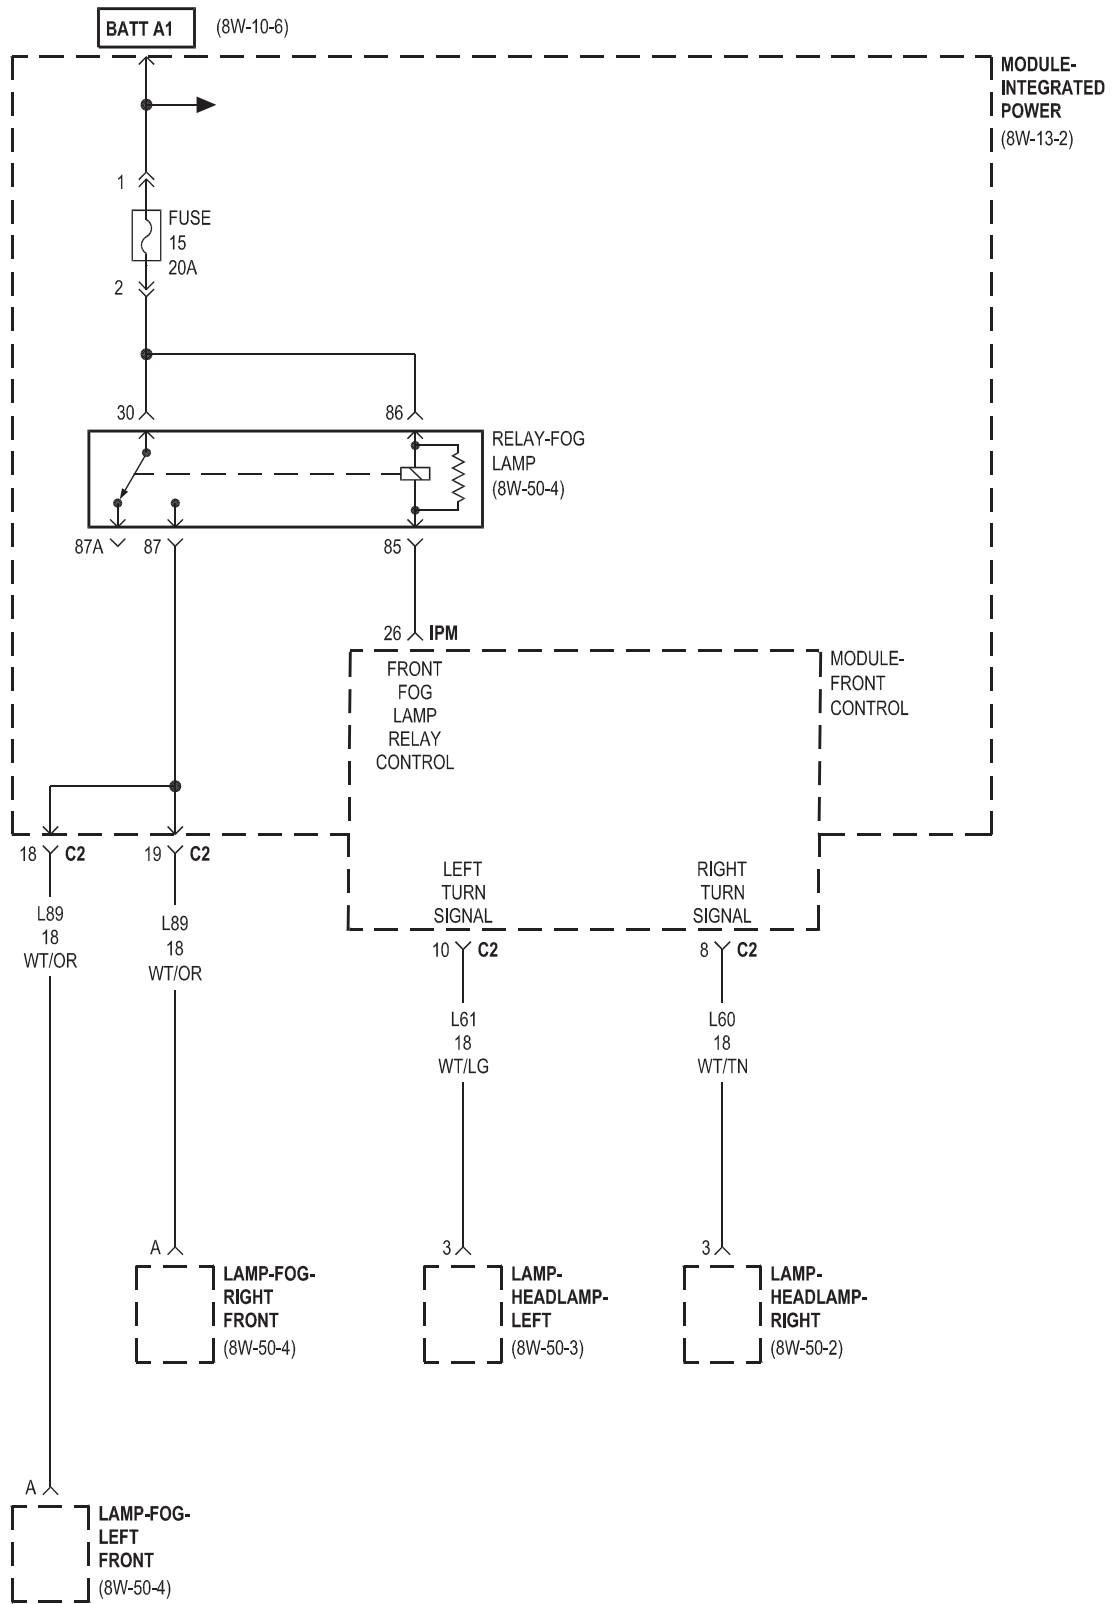 BATT A1
(8W-10-6)
MODULE-
INTEGRATED
POWER
(8W-13-2)
1
FUSE
15
20A
2
30
86
RELAY-FOG
LAMP
(8W-50-4)
87A
87
85
26
IPM
FRONT
FOG
LAMP
RELAY
CONTROL
MODULE-
FRONT
CONTROL
18
C2
19
C2
LEFT
TURN
SIGNAL
RIGHT
TURN
SIGNAL
L89
18
WT/OR
L89
18
WT/OR
10
C2
8
C2
L61
18
WT/LG
L60
18
WT/TN
A
LAMP-FOG-
RIGHT
FRONT
(8W-50-4)
3
LAMP-
HEADLAMP-
LEFT
(8W-50-3)
3
LAMP-
HEADLAMP-
RIGHT
(8W-50-2)
A
LAMP-FOG-
LEFT
FRONT
(8W-50-4)